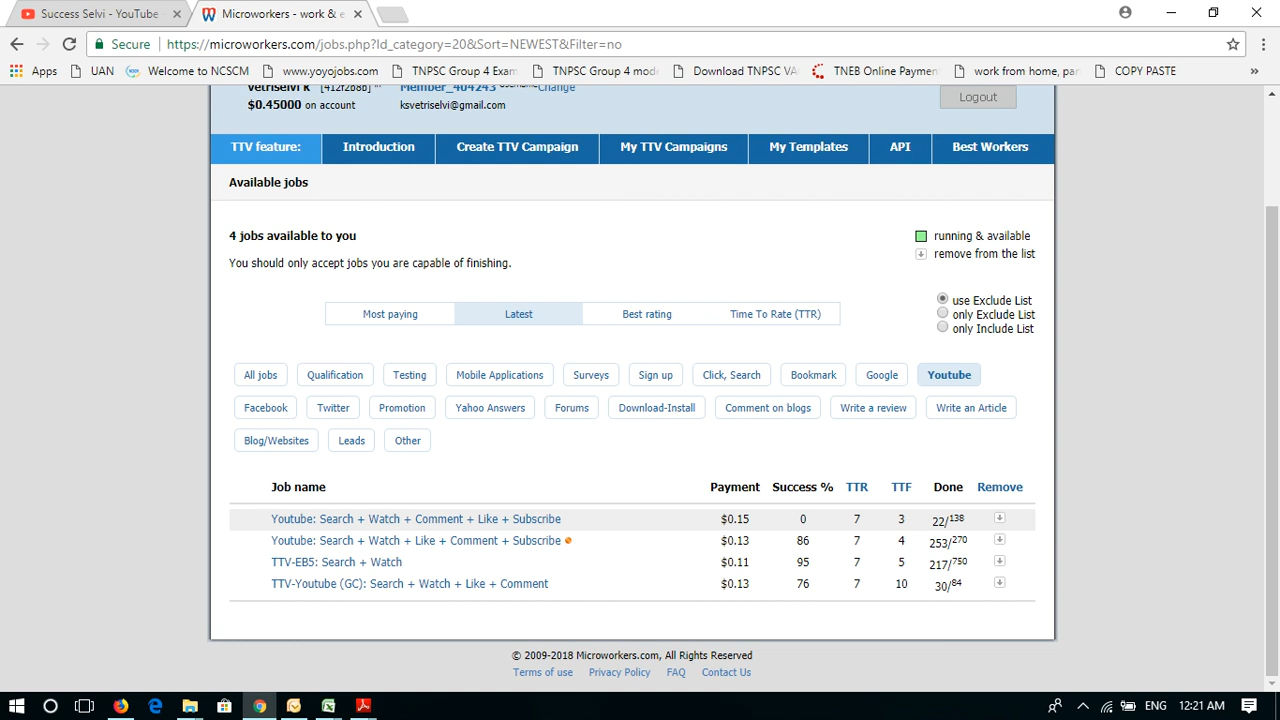 Success Selvi - YouTube
Microworkers - work & e
Secure
https://microworkers.com/jobs.php?Id_category=20&Sort=NEWEST&Filter=no
Apps
UAN
Welcome to NCSCM
www.yoyojobs.com
TNPSC Group 4 Exam
TNPSC Group 4 mode
Download TNPSC VA
TNEB Online Payment
work from home, pa
COPY PASTE
»
vetriselvi k [412f2b8b] in Member_404243 username Change
$0.45000 on account ksvetriselvi@gmail.com
Logout
TTV feature: Introduction Create TTV Campaign My TTV Campaigns My Templates API Best Workers
Available jobs
4 jobs available to you
running & available
remove from the list
You should only accept jobs you are capable of finishing.
use Exclude List
only Exclude List
only Include List
Most paying Latest Best rating Time To Rate (TTR)
All jobs Qualification Testing Mobile Applications Surveys Sign up Click, Search Bookmark Google Youtube
Facebook Twitter Promotion Yahoo Answers Forums Download-Install Comment on blogs Write a review Write an Article
Blog/Websites Leads Other
Job name Payment Success % TTR TTF Done Remove
Youtube: Search + Watch + Comment + Like + Subscribe $0.15 0 7 3 22/138
Youtube: Search + Watch + Like + Comment + Subscribe $0.13 86 7 4 253/270
TTV-EB5: Search + Watch $0.11 95 7 5 217/750
TTV-Youtube (GC): Search + Watch + Like + Comment $0.13 76 7 10 30/84
© 2009-2018 Microworkers.com, All Rights Reserved
Terms of use Privacy Policy FAQ Contact Us
ENG 12:21 AM